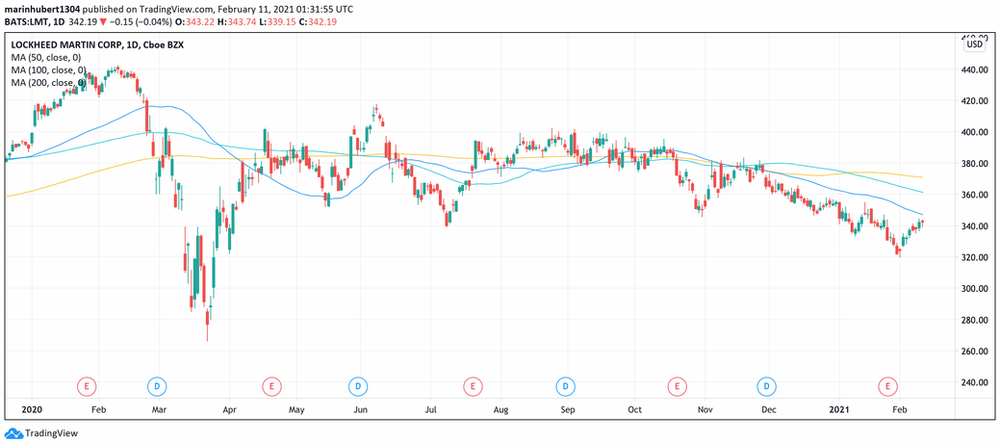 marinhubert1304 published on TradingView.com, February 11, 2021 01:31:55 UTC
BATS:LMT, 1D 342.19 ▼ −0.15 (−0.04%) O:343.22 H:343.74 L:339.15 C:342.19
LOCKHEED MARTIN CORP, 1D, Cboe BZX
MA (50, close, 0)
MA (100, close, 0)
MA (200, close, 0)
460.00
USD
440.00
420.00
400.00
380.00
360.00
340.00
320.00
300.00
280.00
260.00
240.00
E D E D E D E D E
2020 Feb Mar Apr May Jun Jul Aug Sep Oct Nov Dec 2021 Feb
TradingView